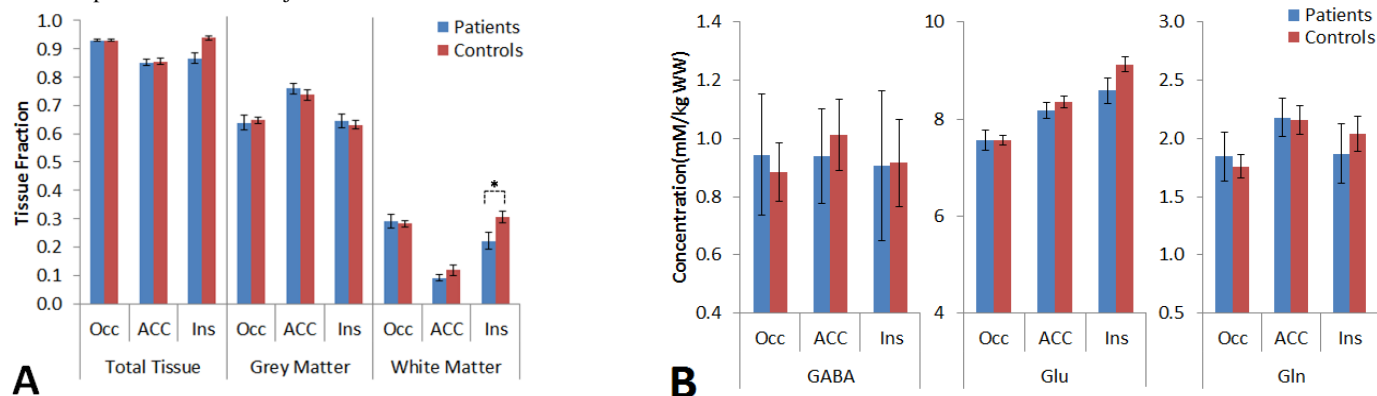 Patients
Controls
Tissue Fraction
1.0
0.9
0.8
0.7
0.6
0.5
0.4
0.3
0.2
0.1
0.0
*
Occ ACC Ins Occ ACC Ins Occ ACC Ins
Total Tissue Grey Matter White Matter
A
Patients
Controls
Concentration(mM/kg WW)
1.4
1.2
1.0
0.8
0.6
0.4
Occ ACC Ins
GABA
10
8
6
4
Occ ACC Ins
Glu
3.0
2.5
2.0
1.5
1.0
0.5
Occ ACC Ins
Gln
B